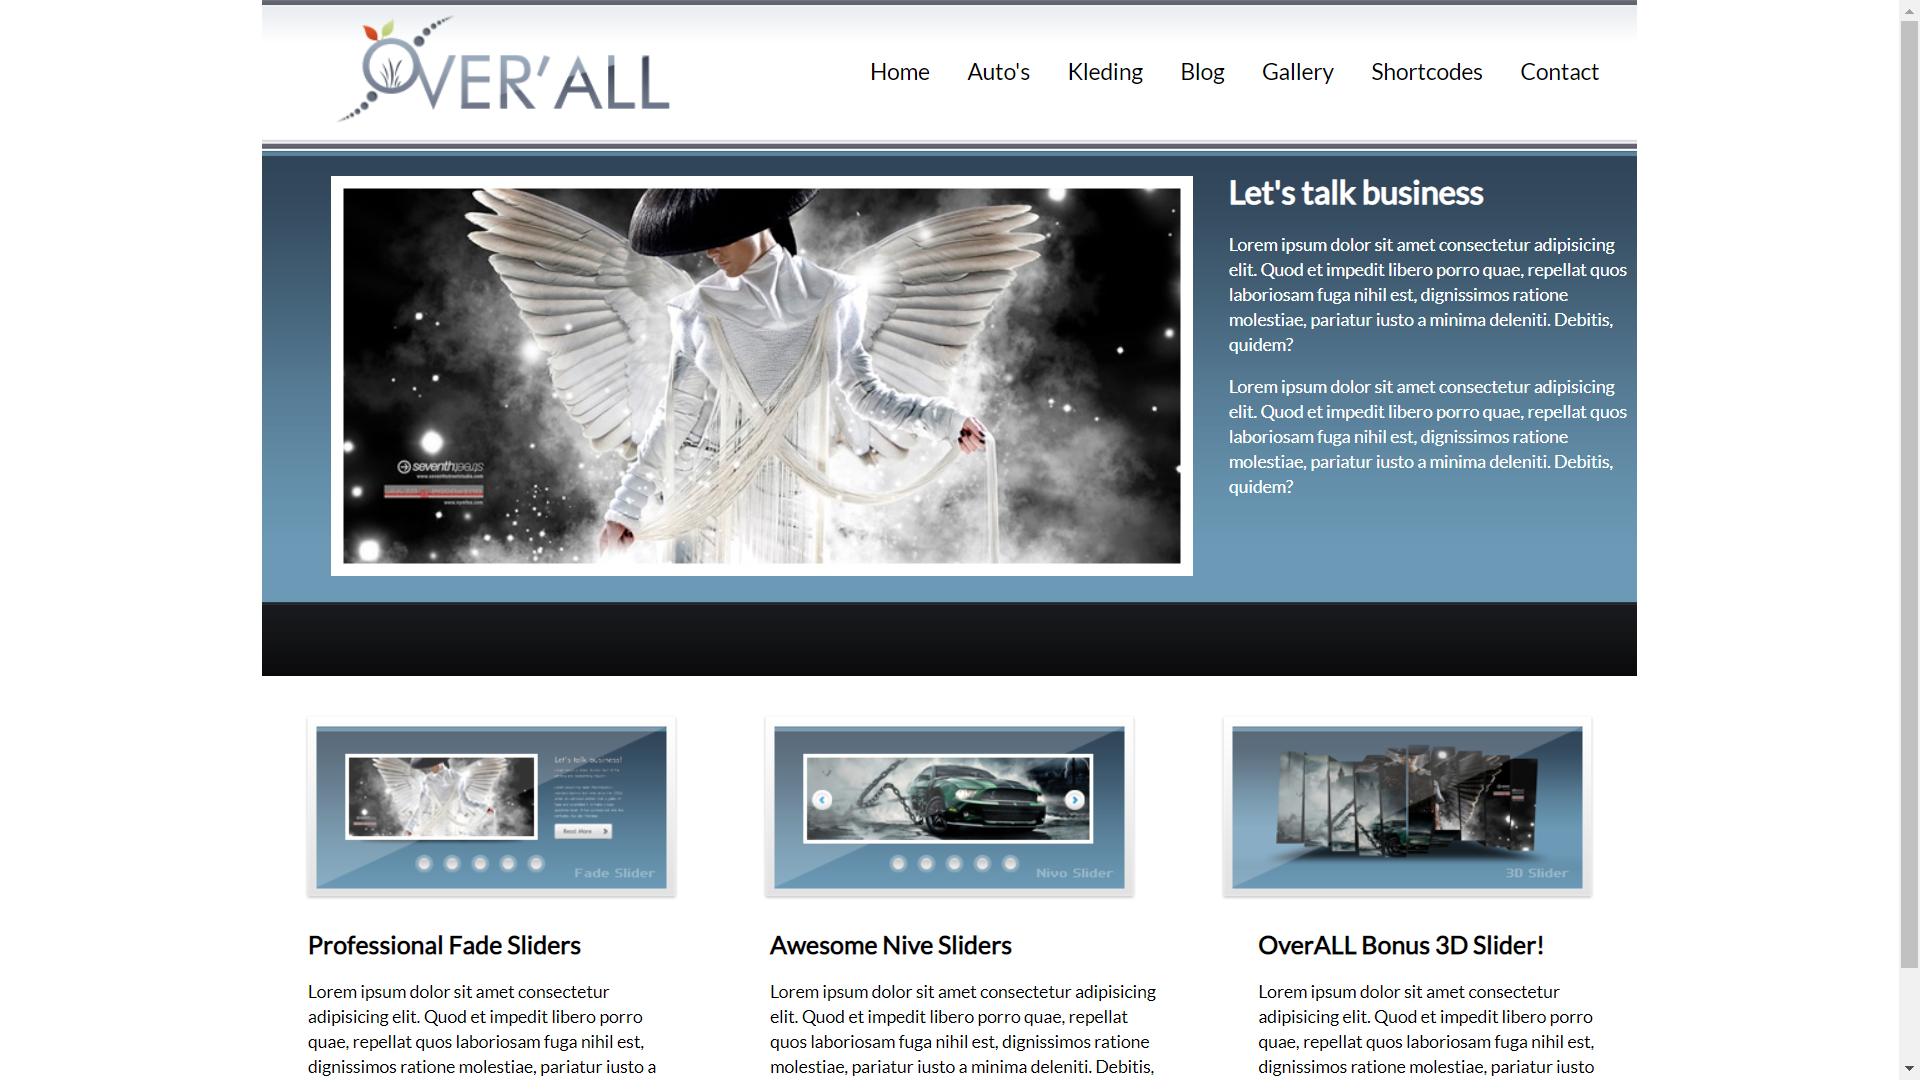 OVER'ALL
Home Auto's Kleding Blog Gallery Shortcodes Contact
Let's talk business
Lorem ipsum dolor sit amet consectetur adipisicing
elit. Quod et impedit libero porro quae, repellat quos
laboriosam fuga nihil est, dignissimos ratione
molestiae, pariatur iusto a minima deleniti. Debitis,
quidem?
Lorem ipsum dolor sit amet consectetur adipisicing
elit. Quod et impedit libero porro quae, repellat quos
laboriosam fuga nihil est, dignissimos ratione
molestiae, pariatur iusto a minima deleniti. Debitis,
quidem?
Let's talk business!
Read More
Fade Slider
Nivo Slider
3D Slider
Professional Fade Sliders
Lorem ipsum dolor sit amet consectetur
adipisicing elit. Quod et impedit libero porro
quae, repellat quos laboriosam fuga nihil est,
dignissimos ratione molestiae, pariatur iusto a
Awesome Nive Sliders
Lorem ipsum dolor sit amet consectetur adipisicing
elit. Quod et impedit libero porro quae, repellat
quos laboriosam fuga nihil est, dignissimos ratione
molestiae, pariatur iusto a minima deleniti. Debitis,
OverALL Bonus 3D Slider!
Lorem ipsum dolor sit amet consectetur
adipisicing elit. Quod et impedit libero porro
quae, repellat quos laboriosam fuga nihil est,
dignissimos ratione molestiae, pariatur iusto